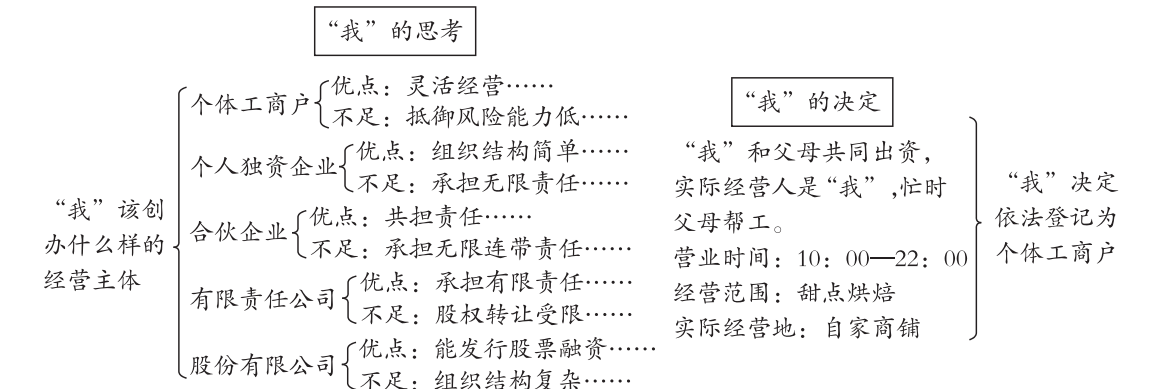 “我”的思考
“我”该创
办什么样的
经营主体
个体工商户
优点：灵活经营……
不足：抵御风险能力低……
个人独资企业
优点：组织结构简单……
不足：承担无限责任……
合伙企业
优点：共担责任……
不足：承担无限连带责任……
有限责任公司
优点：承担有限责任……
不足：股权转让受限……
股份有限公司
优点：能发行股票融资……
不足：组织结构复杂……
“我”的决定
“我”和父母共同出资，
实际经营人是“我”,忙时
父母帮工。
营业时间：10：00—22：00
经营范围：甜点烘焙
实际经营地：自家商铺
“我”决定
依法登记为
个体工商户